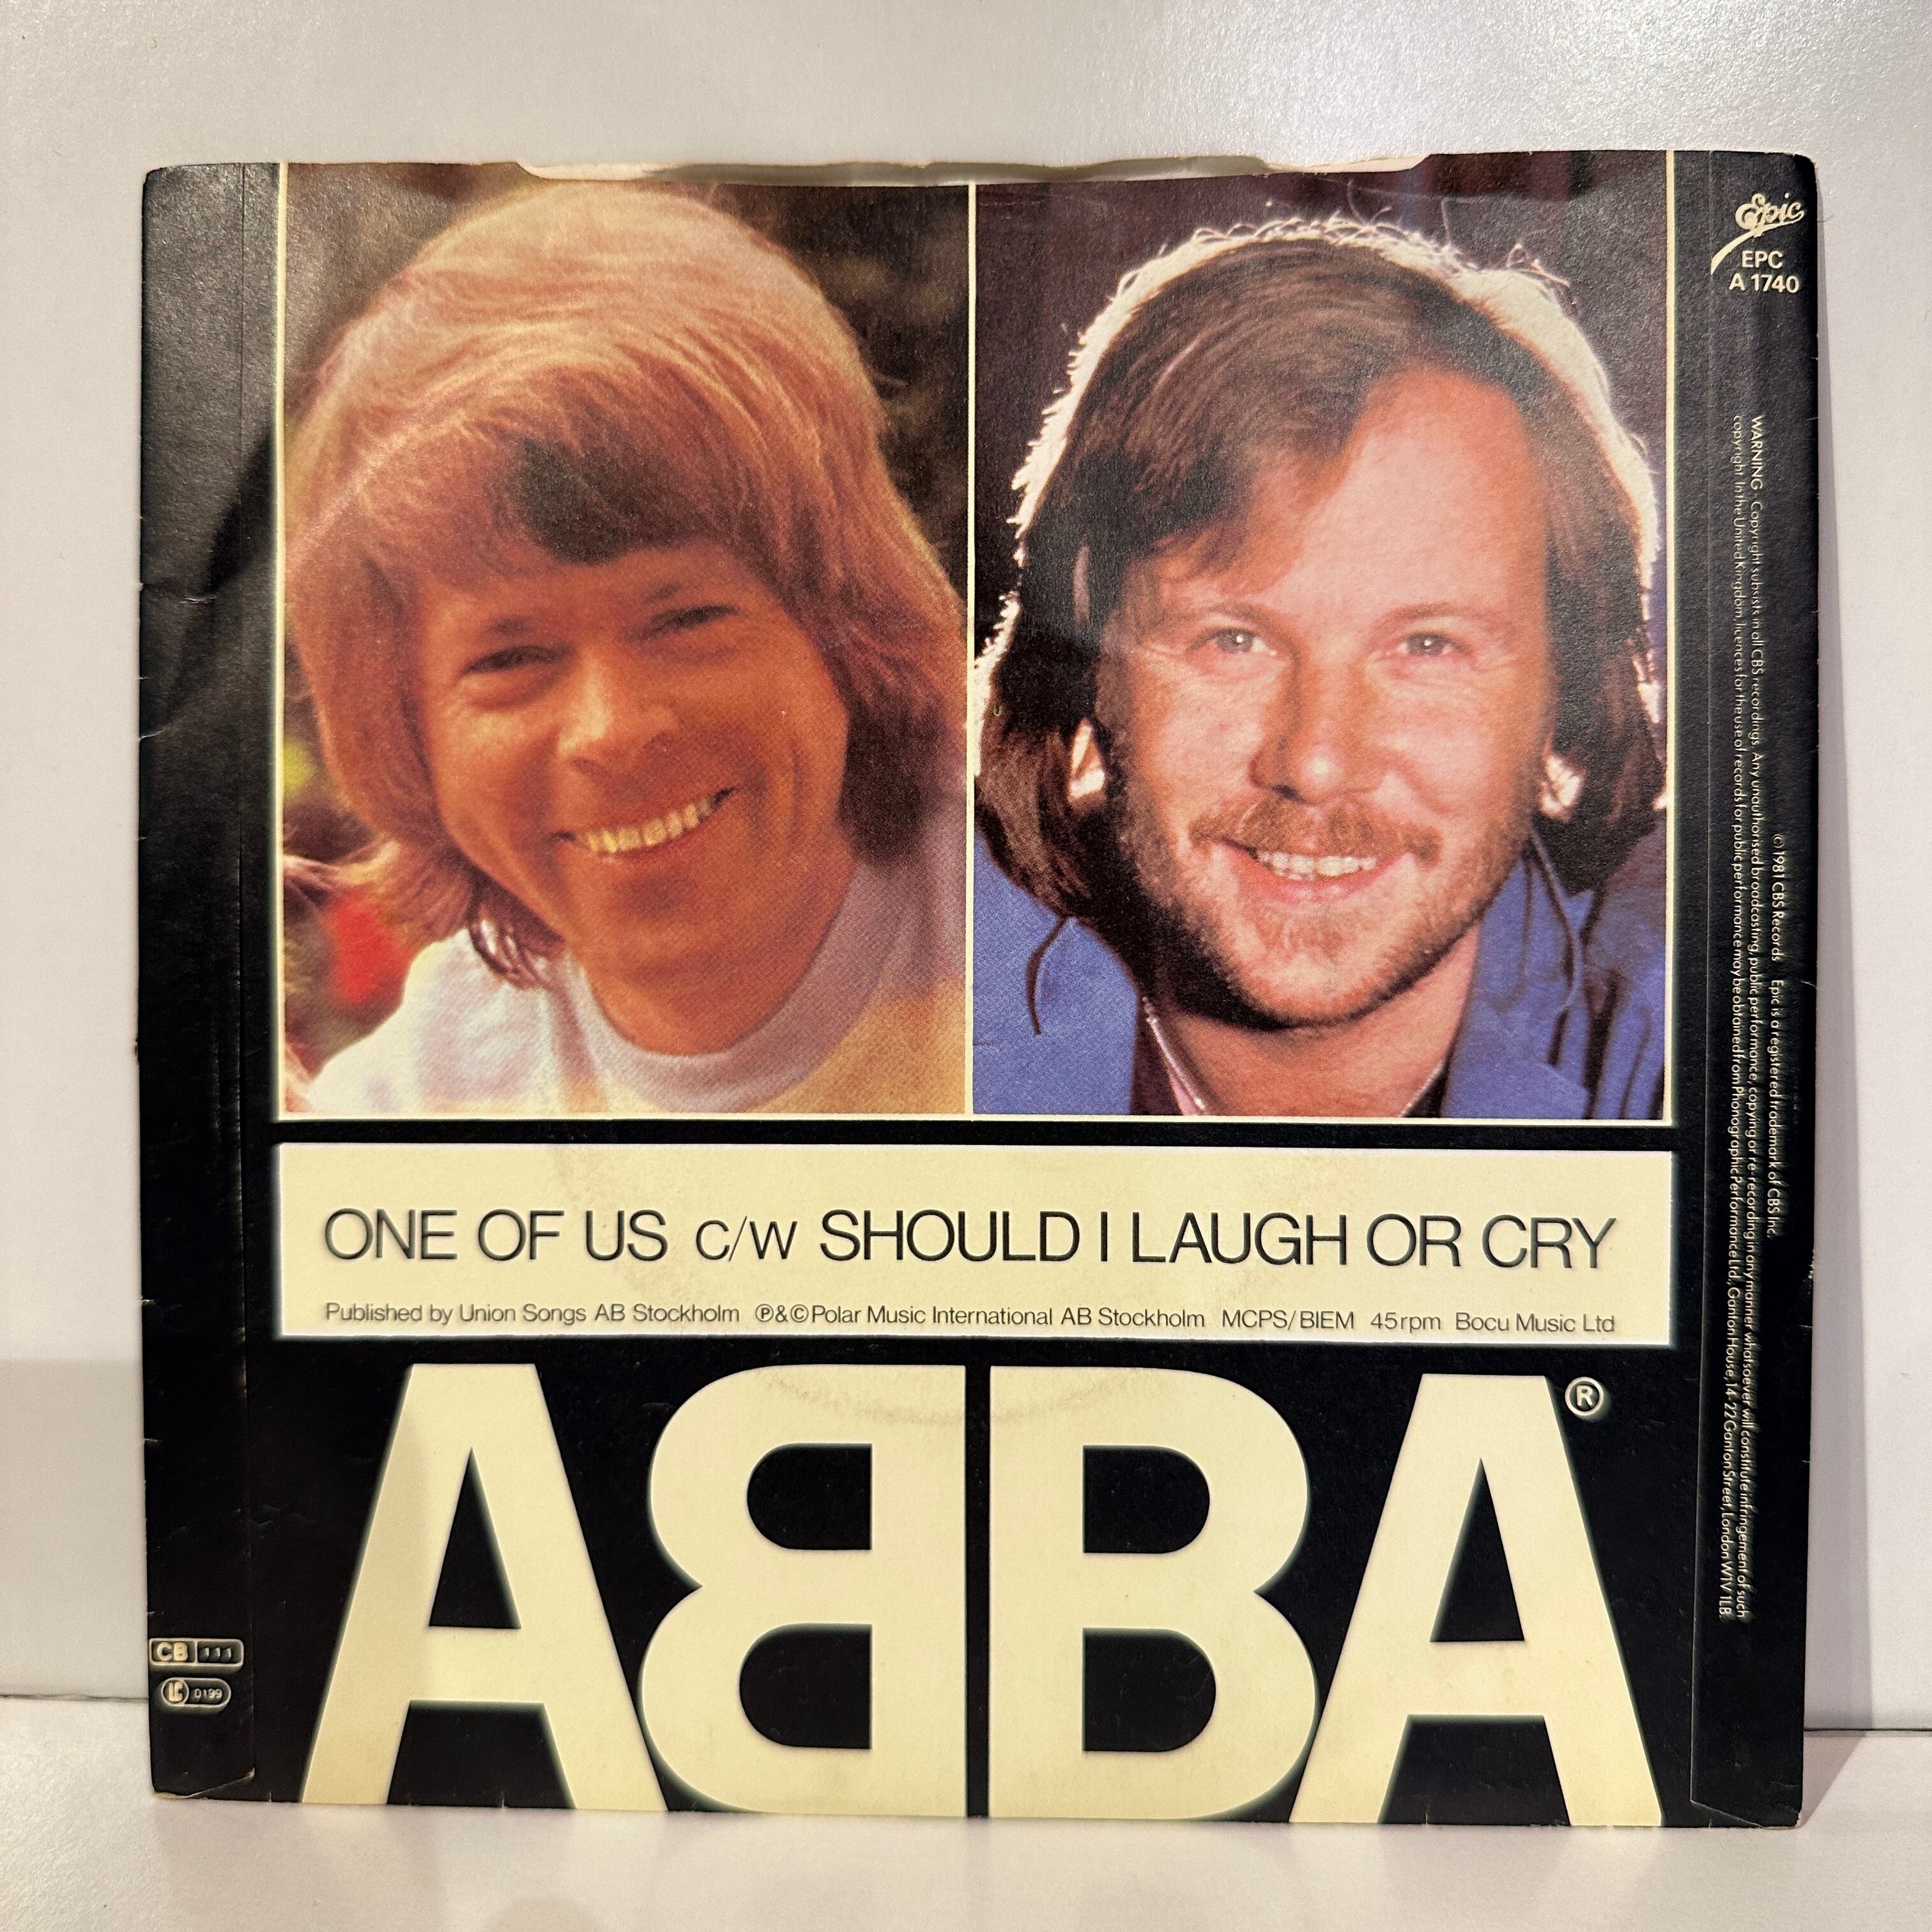 Epic
EPC
A 1740
WARNING · Copyright subsists in all CBS recordings. Any unauthorised broadcasting, public performance, copying or re-recording in any manner whatsoever will constitute infringement of such
copyright. In the United Kingdom, licences for the use of records for public performance may be obtained from Phonographic Performance Ltd., Ganton House, 14-22 Ganton Street, London W1V 1LB.
© 1981 CBS Records Epic is a registered trademark of CBS Inc.
ONE OF US C/W SHOULD I LAUGH OR CRY
Published by Union Songs AB Stockholm ℗&© Polar Music International AB Stockholm MCPS/BIEM 45rpm Bocu Music Ltd
ABBA®
CB 111
LC 0199